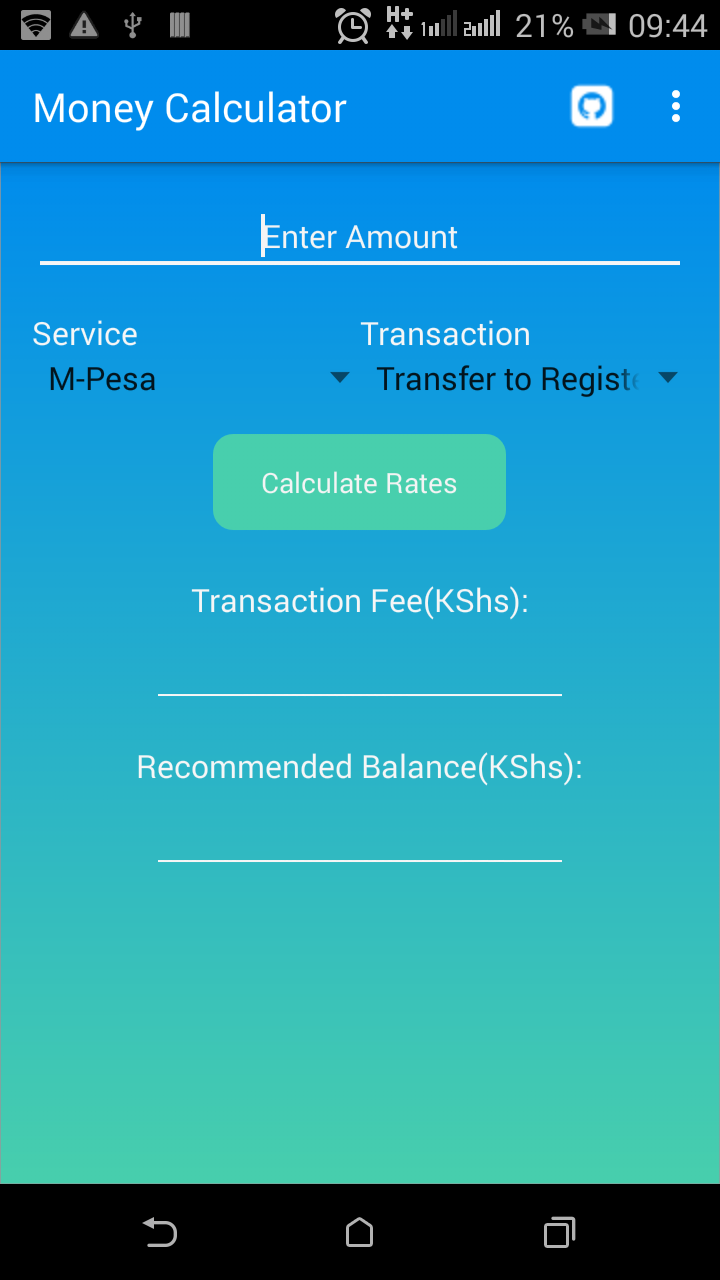 H+ 1 2 21% 09:44
Money Calculator
Enter Amount
Service Transaction
M-Pesa Transfer to Registe
Calculate Rates
Transaction Fee(KShs):
Recommended Balance(KShs):